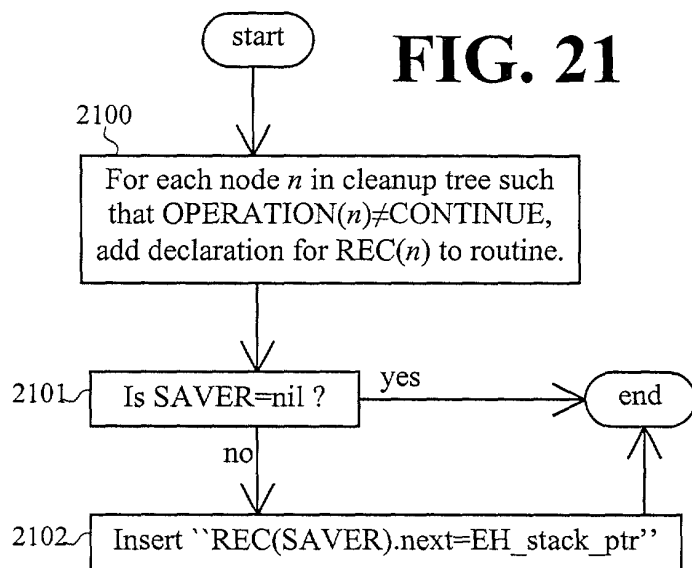 start
FIG. 21
2100
For each node n in cleanup tree such
that OPERATION(n)≠CONTINUE,
add declaration for REC(n) to routine.
2101
Is SAVER=nil ?
yes
end
no
2102
Insert ``REC(SAVER).next=EH_stack_ptr’’